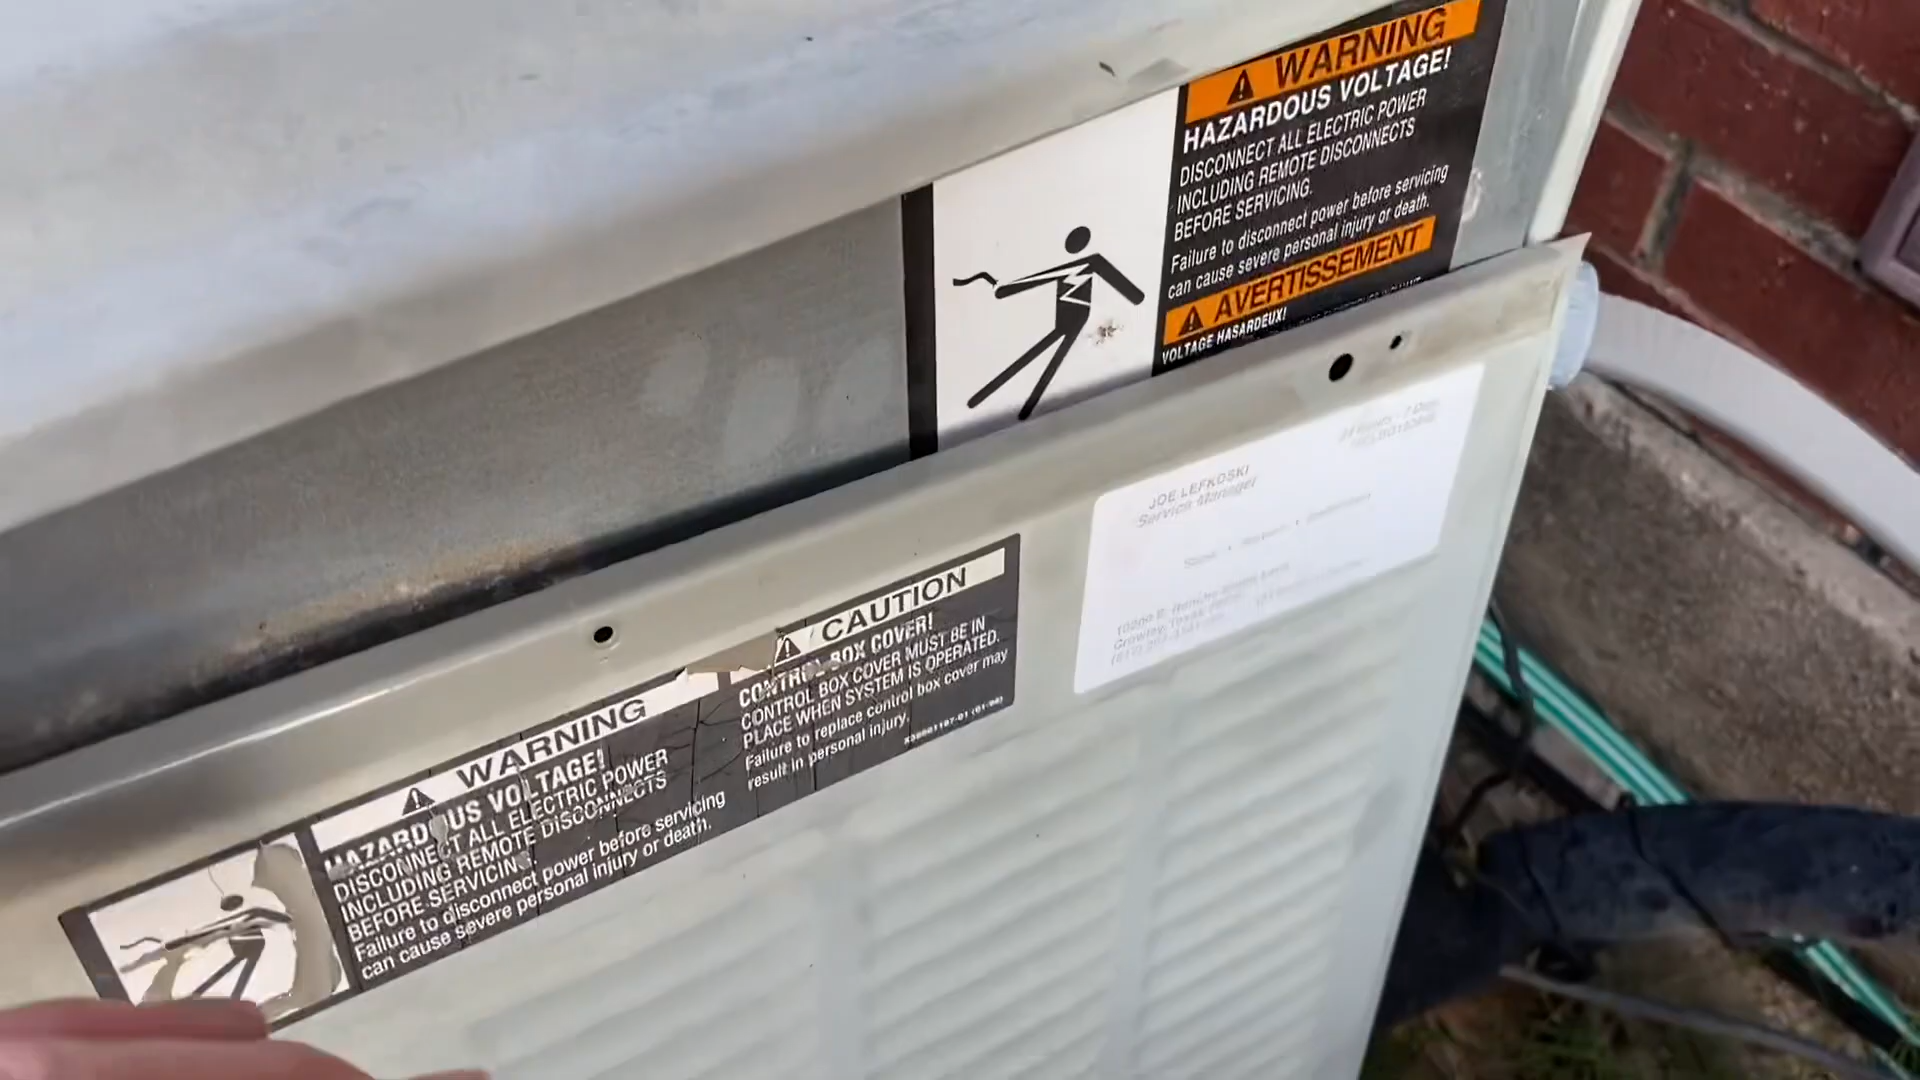 WARNING
HAZARDOUS VOLTAGE!
DISCONNECT ALL ELECTRIC POWER
INCLUDING REMOTE DISCONNECTS
BEFORE SERVICING.
Failure to disconnect power before servicing
can cause severe personal injury or death.
AVERTISSEMENT
VOLTAGE HASARDEUX!
JOE LEFKOSKI
Service Manager
CAUTION
CONTROL BOX COVER!
CONTROL BOX COVER MUST BE IN
PLACE WHEN SYSTEM IS OPERATED.
Failure to replace control box cover may
result in personal injury.
WARNING
HAZARDOUS VOLTAGE!
DISCONNECT ALL ELECTRIC POWER
INCLUDING REMOTE DISCONNECTS
BEFORE SERVICING.
Failure to disconnect power before servicing
can cause severe personal injury or death.